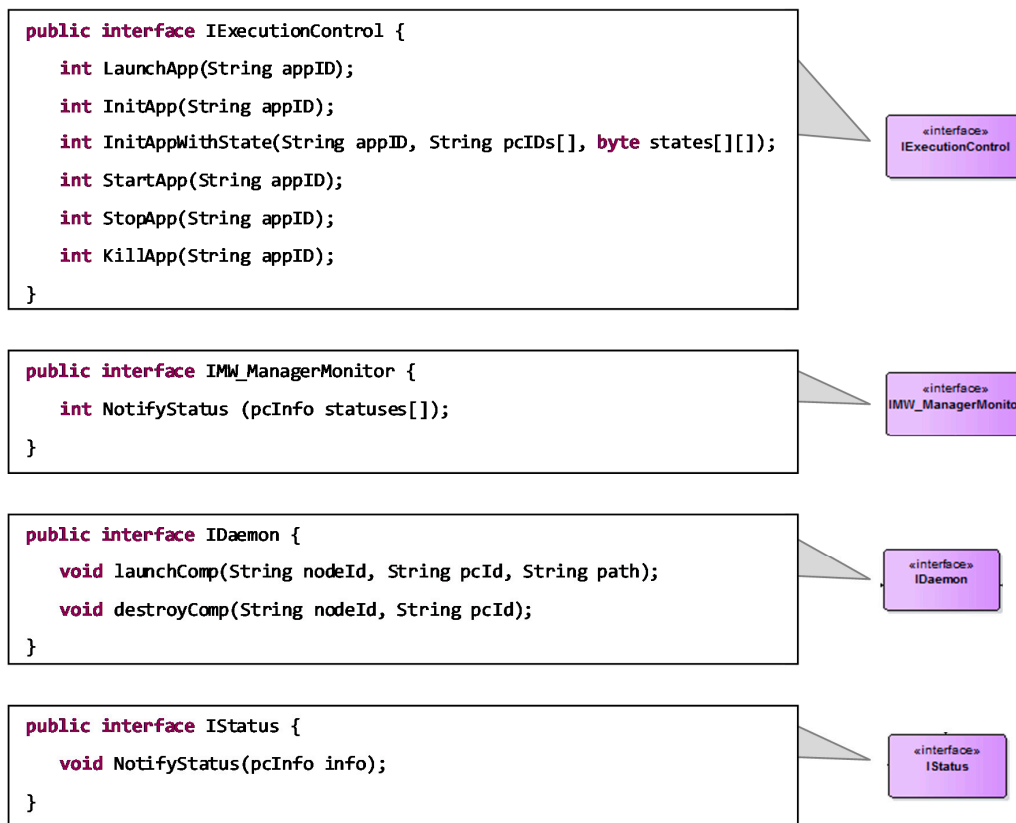 public interface IExecutionControl {
int LaunchApp(String appID);
int InitApp(String appID);
int InitAppWithState(String appID, String pcIDs[], byte states[][]);
int StartApp(String appID);
int StopApp(String appID);
int KillApp(String appID);
}
«interface»
IExecutionControl
public interface IMW_ManagerMonitor {
int NotifyStatus (pcInfo statuses[]);
}
«interface»
IMW_ManagerMonito
public interface IDaemon {
void launchComp(String nodeId, String pcId, String path);
void destroyComp(String nodeId, String pcId);
}
«interface»
IDaemon
public interface IStatus {
void NotifyStatus(pcInfo info);
}
«interface»
IStatus